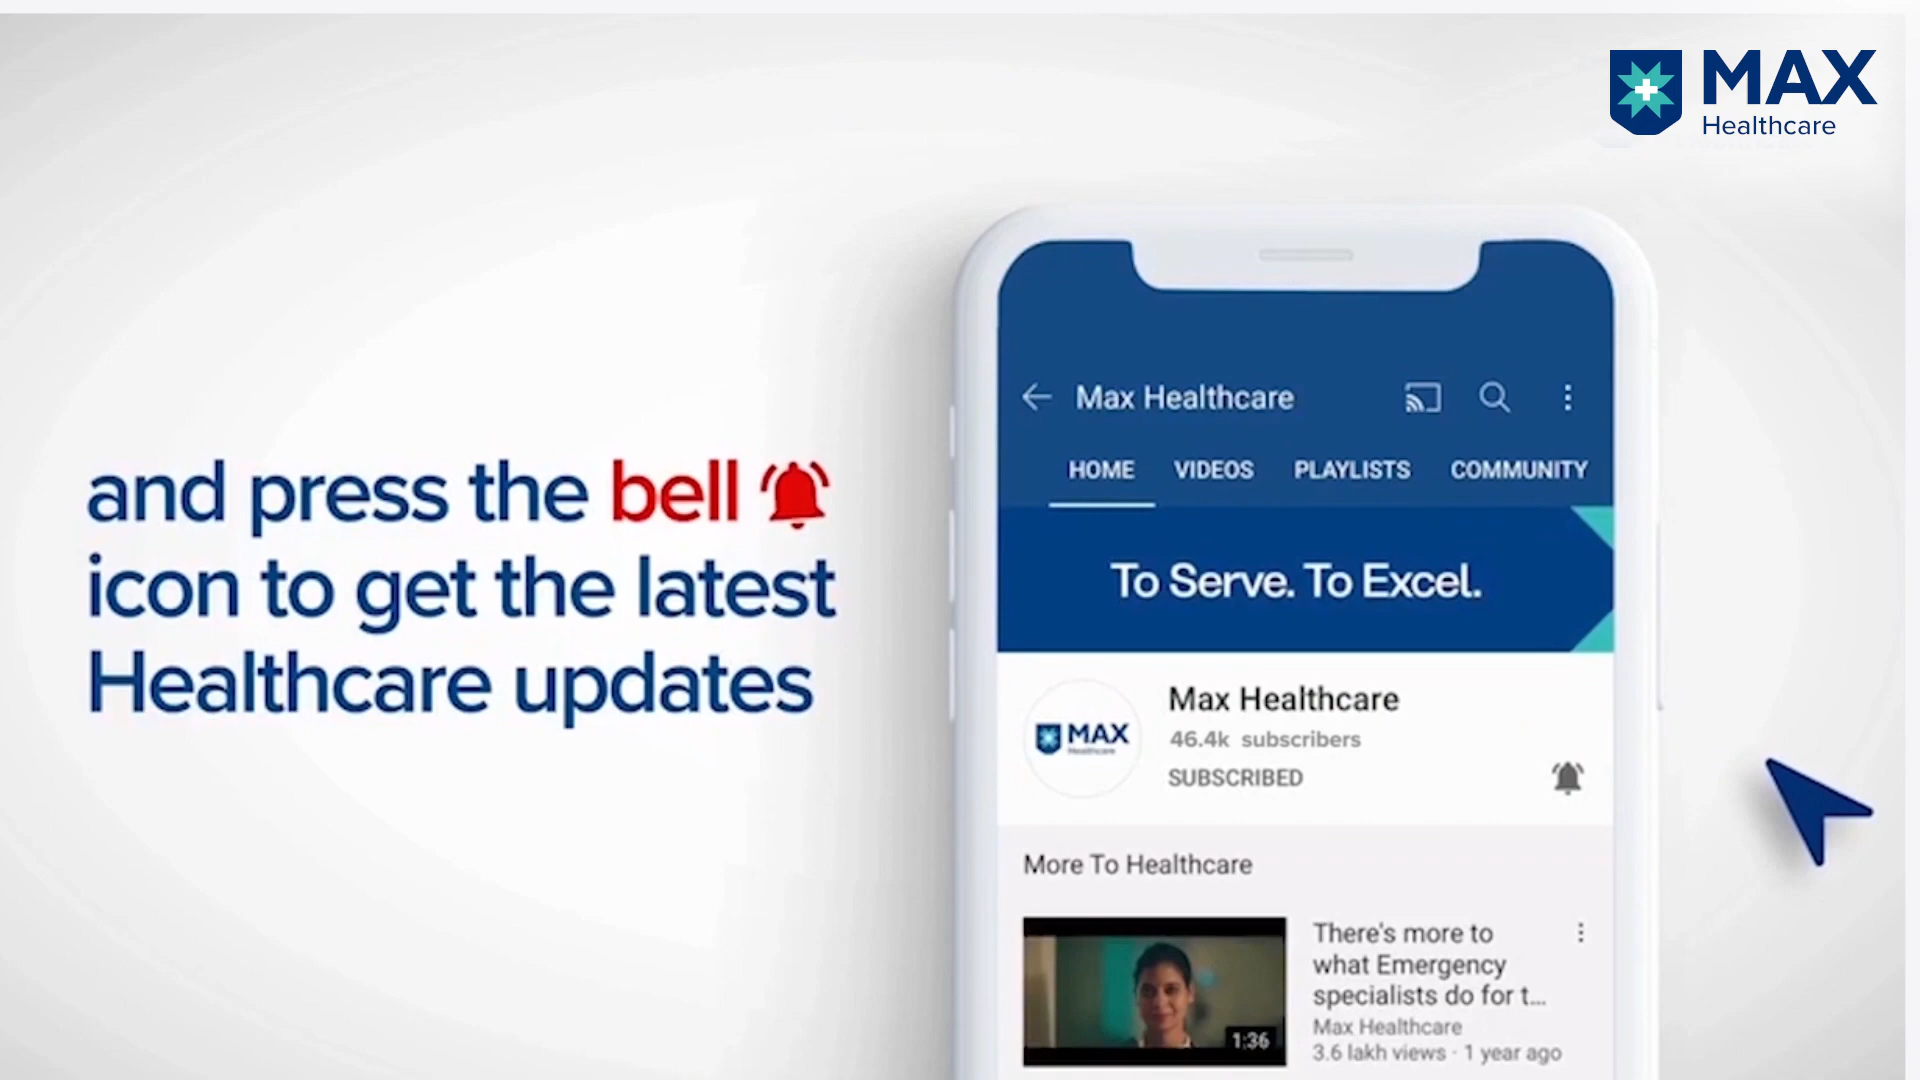 MAX
Healthcare
and press the bell
icon to get the latest
Healthcare updates
Max Healthcare
HOME VIDEOS PLAYLISTS COMMUNITY
To Serve. To Excel.
MAX
Healthcare
Max Healthcare
46.4k subscribers
SUBSCRIBED
More To Healthcare
There's more to
what Emergency
specialists do for t...
Max Healthcare
3.6 lakh views · 1 year ago
1:36